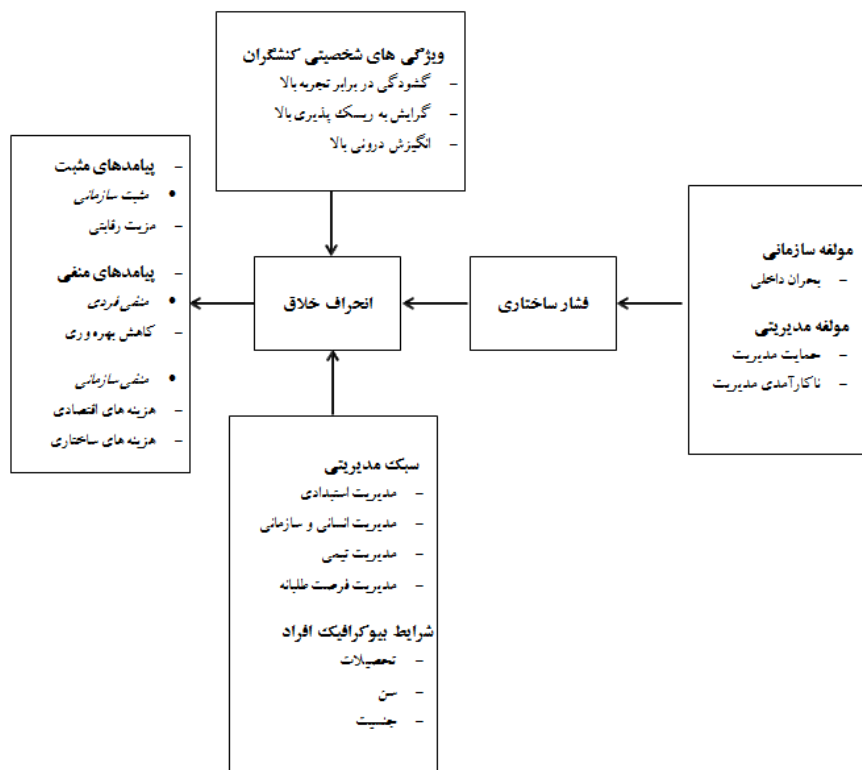 ویژگی های شخصیتی کنشگران
- گشودگی در برابر تجربه بالا
- گرایش به ریسک پذیری بالا
- انگیزش درونی بالا
مولفه سازمانی
- بحران داخلی
مولفه مدیریتی
- حمایت مدیریت
- ناکارآمدی مدیریت
فشار ساختاری
انحراف خلاق
- پیامدهای مثبت
• مثبت سازمانی
- مزیت رقابتی
- پیامدهای منفی
• منفی فردی
- کاهش بهره وری
• منفی سازمانی
- هزینه های اقتصادی
- هزینه های ساختاری
سبک مدیریتی
- مدیریت استبدادی
- مدیریت انسانی و سازمانی
- مدیریت تیمی
- مدیریت فرصت طلبانه
شرایط بیوکرافیک افراد
- تحصیلات
- سن
- جنسیت